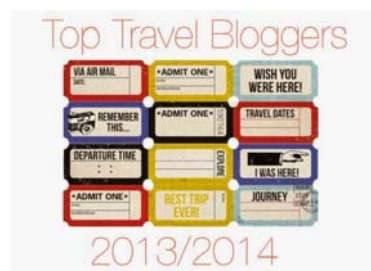 Top Travel Bloggers
VIA AIR MAIL
DATE:
•ADMIT ONE•
WISH YOU
WERE HERE!
REMEMBER
THIS...
•ADMIT ONE•
TRAVEL DATES
DEPARTURE TIME
: :
EXPLORE
I WAS HERE!
•ADMIT ONE•
BEST TRIP
EVER!
JOURNEY
2013/2014